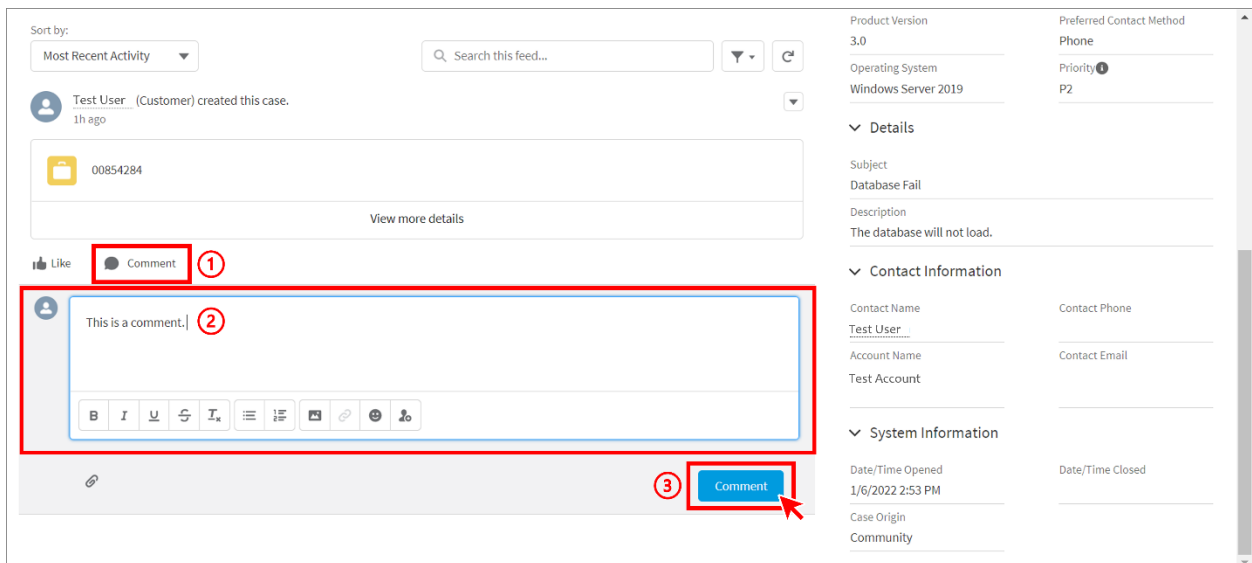 Sort by:
Most Recent Activity
Search this feed...
Test User (Customer) created this case.
1h ago
00854284
View more details
Like
Comment
1
This is a comment.
2
B I U S Tx
3
Comment
Product Version
3.0
Preferred Contact Method
Phone
Operating System
Windows Server 2019
Priority
P2
Details
Subject
Database Fail
Description
The database will not load.
Contact Information
Contact Name
Test User
Contact Phone
Account Name
Test Account
Contact Email
System Information
Date/Time Opened
1/6/2022 2:53 PM
Date/Time Closed
Case Origin
Community